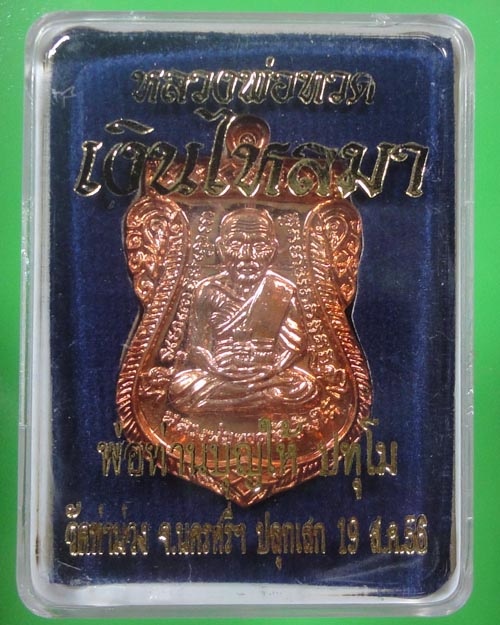 หลวงพ่อทวด
เงินไหลมา
พ่อท่านบุญให้ ปทุโม
วัดท่าม่วง จ.นครศรีฯ ปลุกเสก 19 ส.ค.56